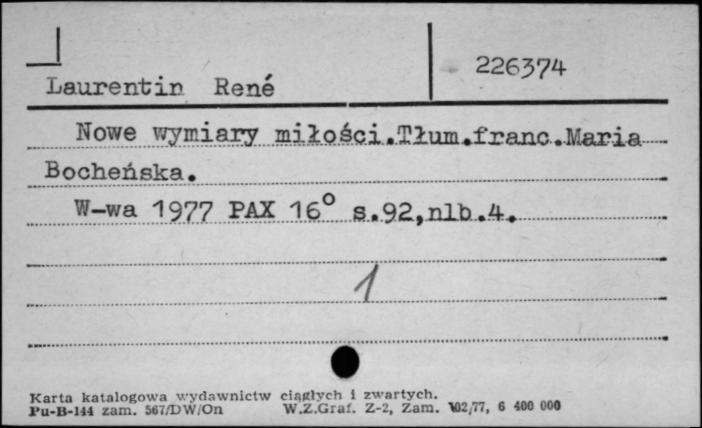 226374
Laurentin René
Nowe wymiary miłości.Tłum.franc.Maria
Bocheńska.
W-wa 1977 PAX 16° s.92,nlb.4.
1
Karta katalogowa wydawnictw ciągłych i zwartych.
Pu-B-144 zam. 567/DW/On W.Z.Graf. Z-2, Zam. 102/77, 6 400 000